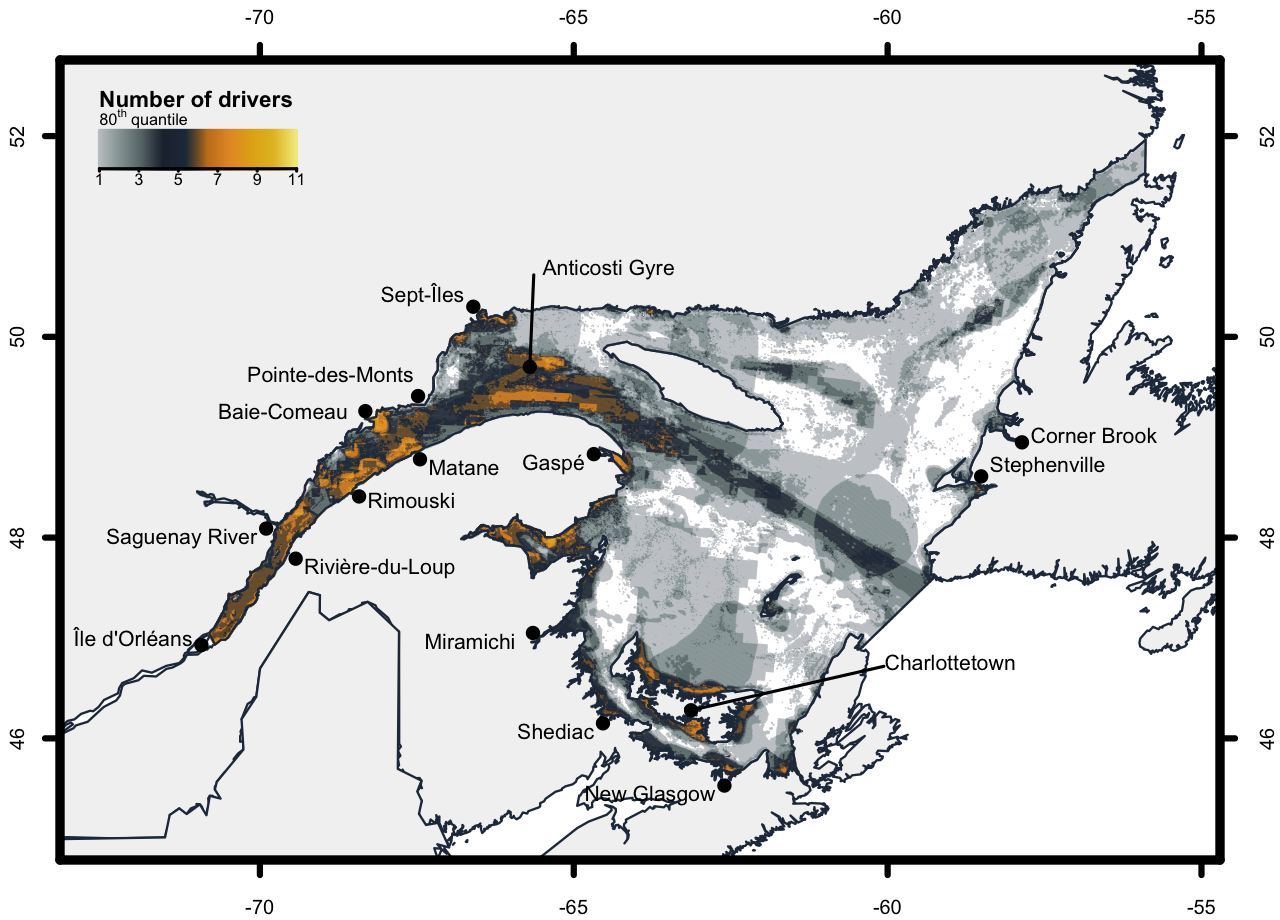 -70 -65 -60 -55
Number of drivers
80th quantile
1 3 5 7 9 11
52 52
Anticosti Gyre
Sept-Îles
50 50
Pointe-des-Monts
Baie-Comeau
Corner Brook
Matane
Gaspé
Stephenville
Rimouski
Saguenay River
48 48
Rivière-du-Loup
Île d'Orléans
Miramichi
Charlottetown
Shediac
46 46
New Glasgow
-70 -65 -60 -55